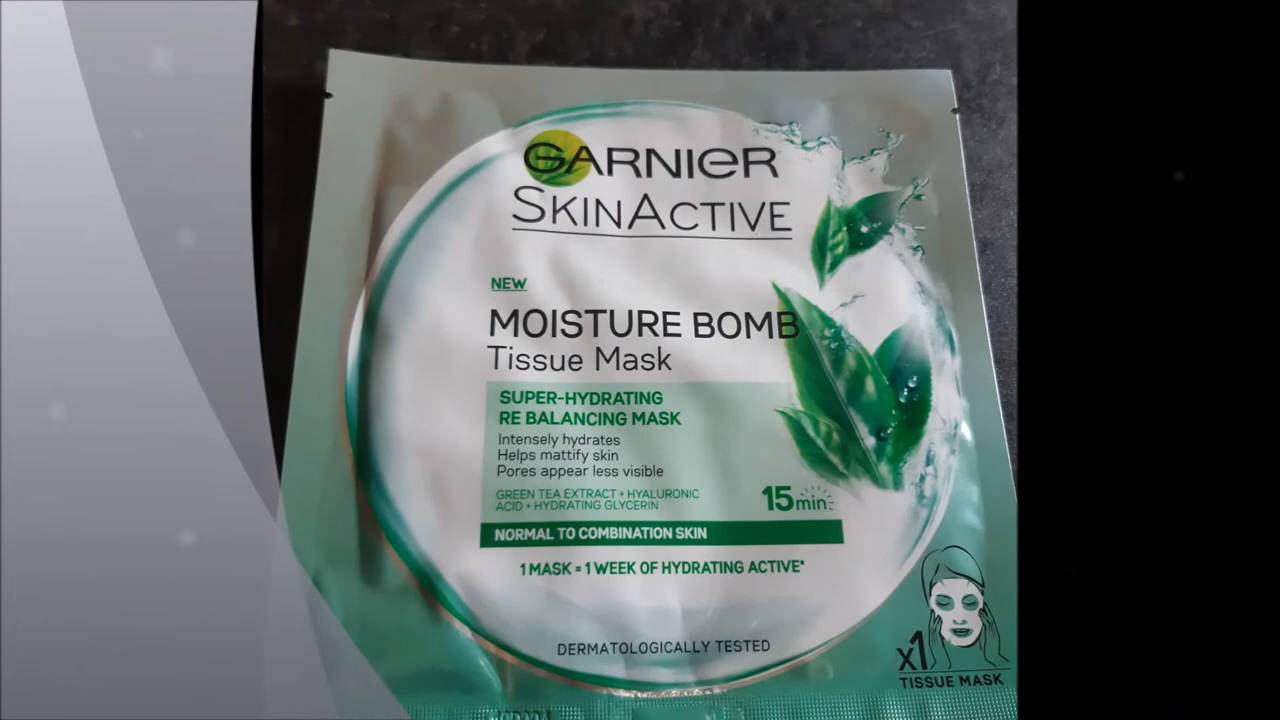 GARNIER
SKINACTIVE
NEW
MOISTURE BOMB
Tissue Mask
SUPER-HYDRATING
RE BALANCING MASK
Intensely hydrates
Helps mattify skin
Pores appear less visible
GREEN TEA EXTRACT + HYALURONIC
ACID + HYDRATING GLYCERIN
15min
NORMAL TO COMBINATION SKIN
1 MASK = 1 WEEK OF HYDRATING ACTIVE*
DERMATOLOGICALLY TESTED
x1
TISSUE MASK